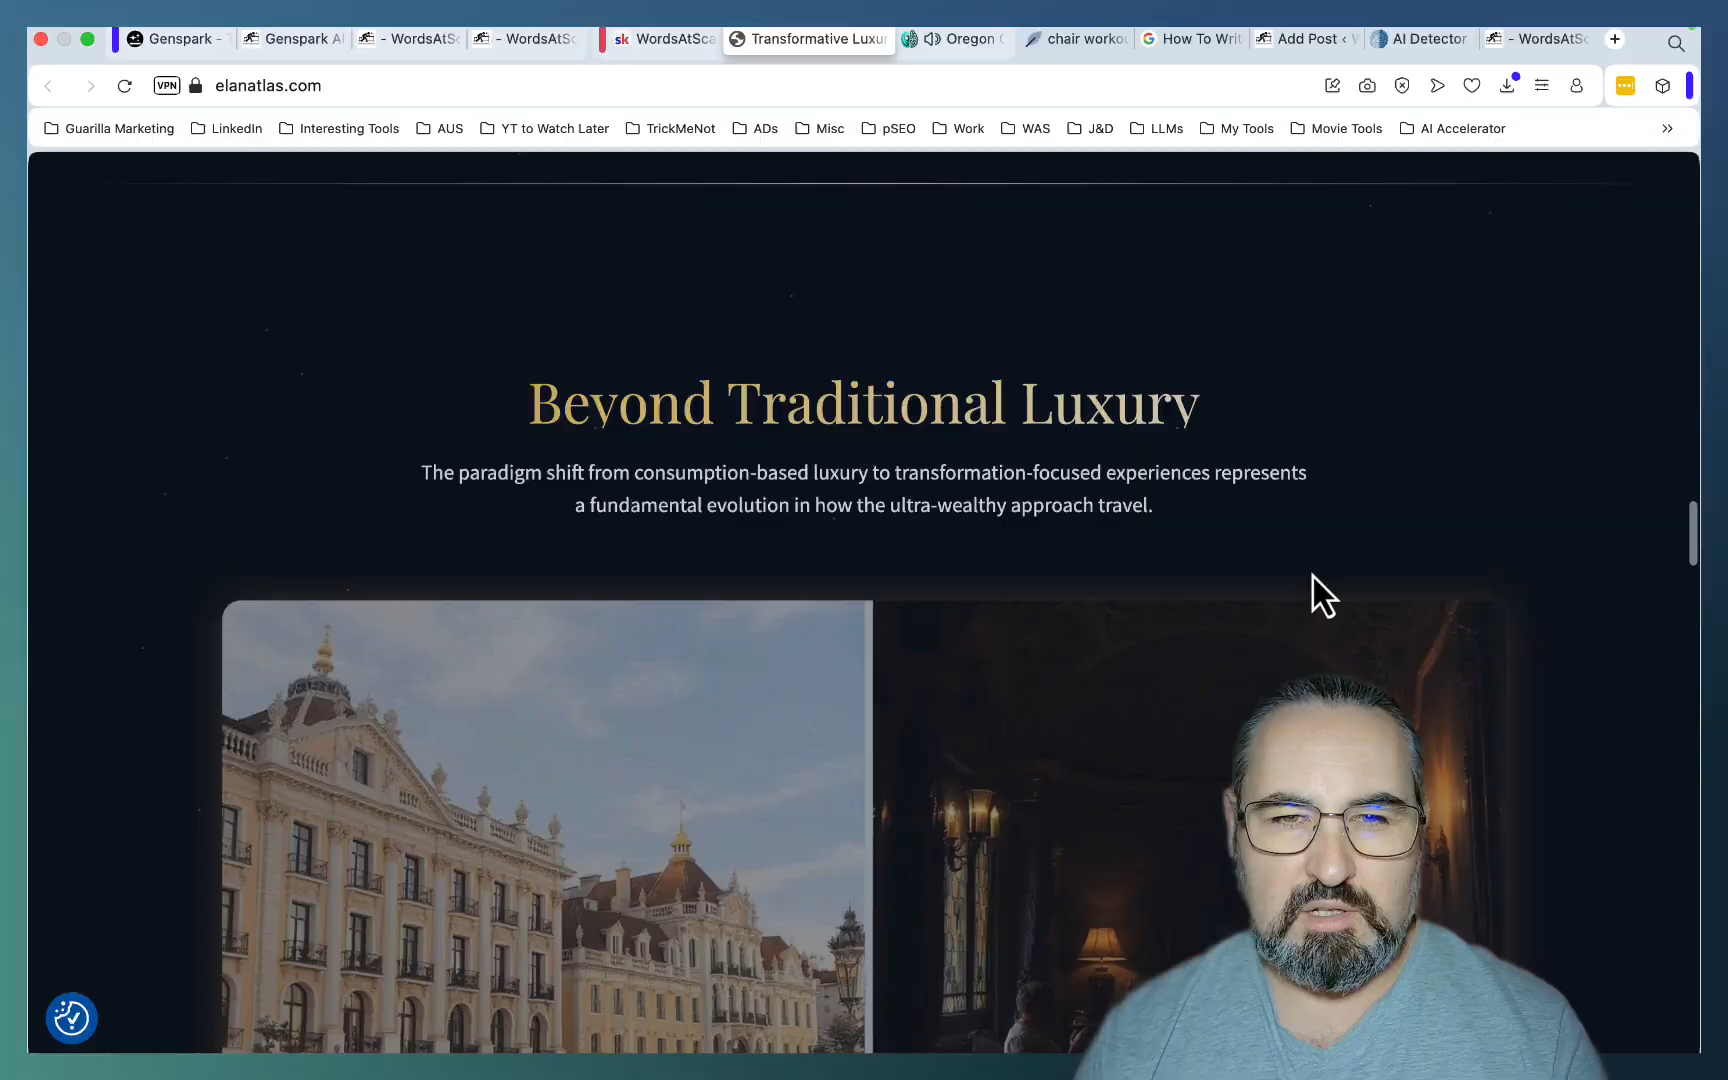 Genspark - T
Genspark AI
- WordsAtSc
- WordsAtSc
sk WordsAtSca
Transformative Luxur
Oregon C
chair workou
How To Writ
Add Post ‹ W
AI Detector
- WordsAtSc
VPN elanatlas.com
Guarilla Marketing
LinkedIn
Interesting Tools
AUS
YT to Watch Later
TrickMeNot
ADs
Misc
pSEO
Work
WAS
J&D
LLMs
My Tools
Movie Tools
AI Accelerator
Beyond Traditional Luxury
The paradigm shift from consumption-based luxury to transformation-focused experiences represents
a fundamental evolution in how the ultra-wealthy approach travel.